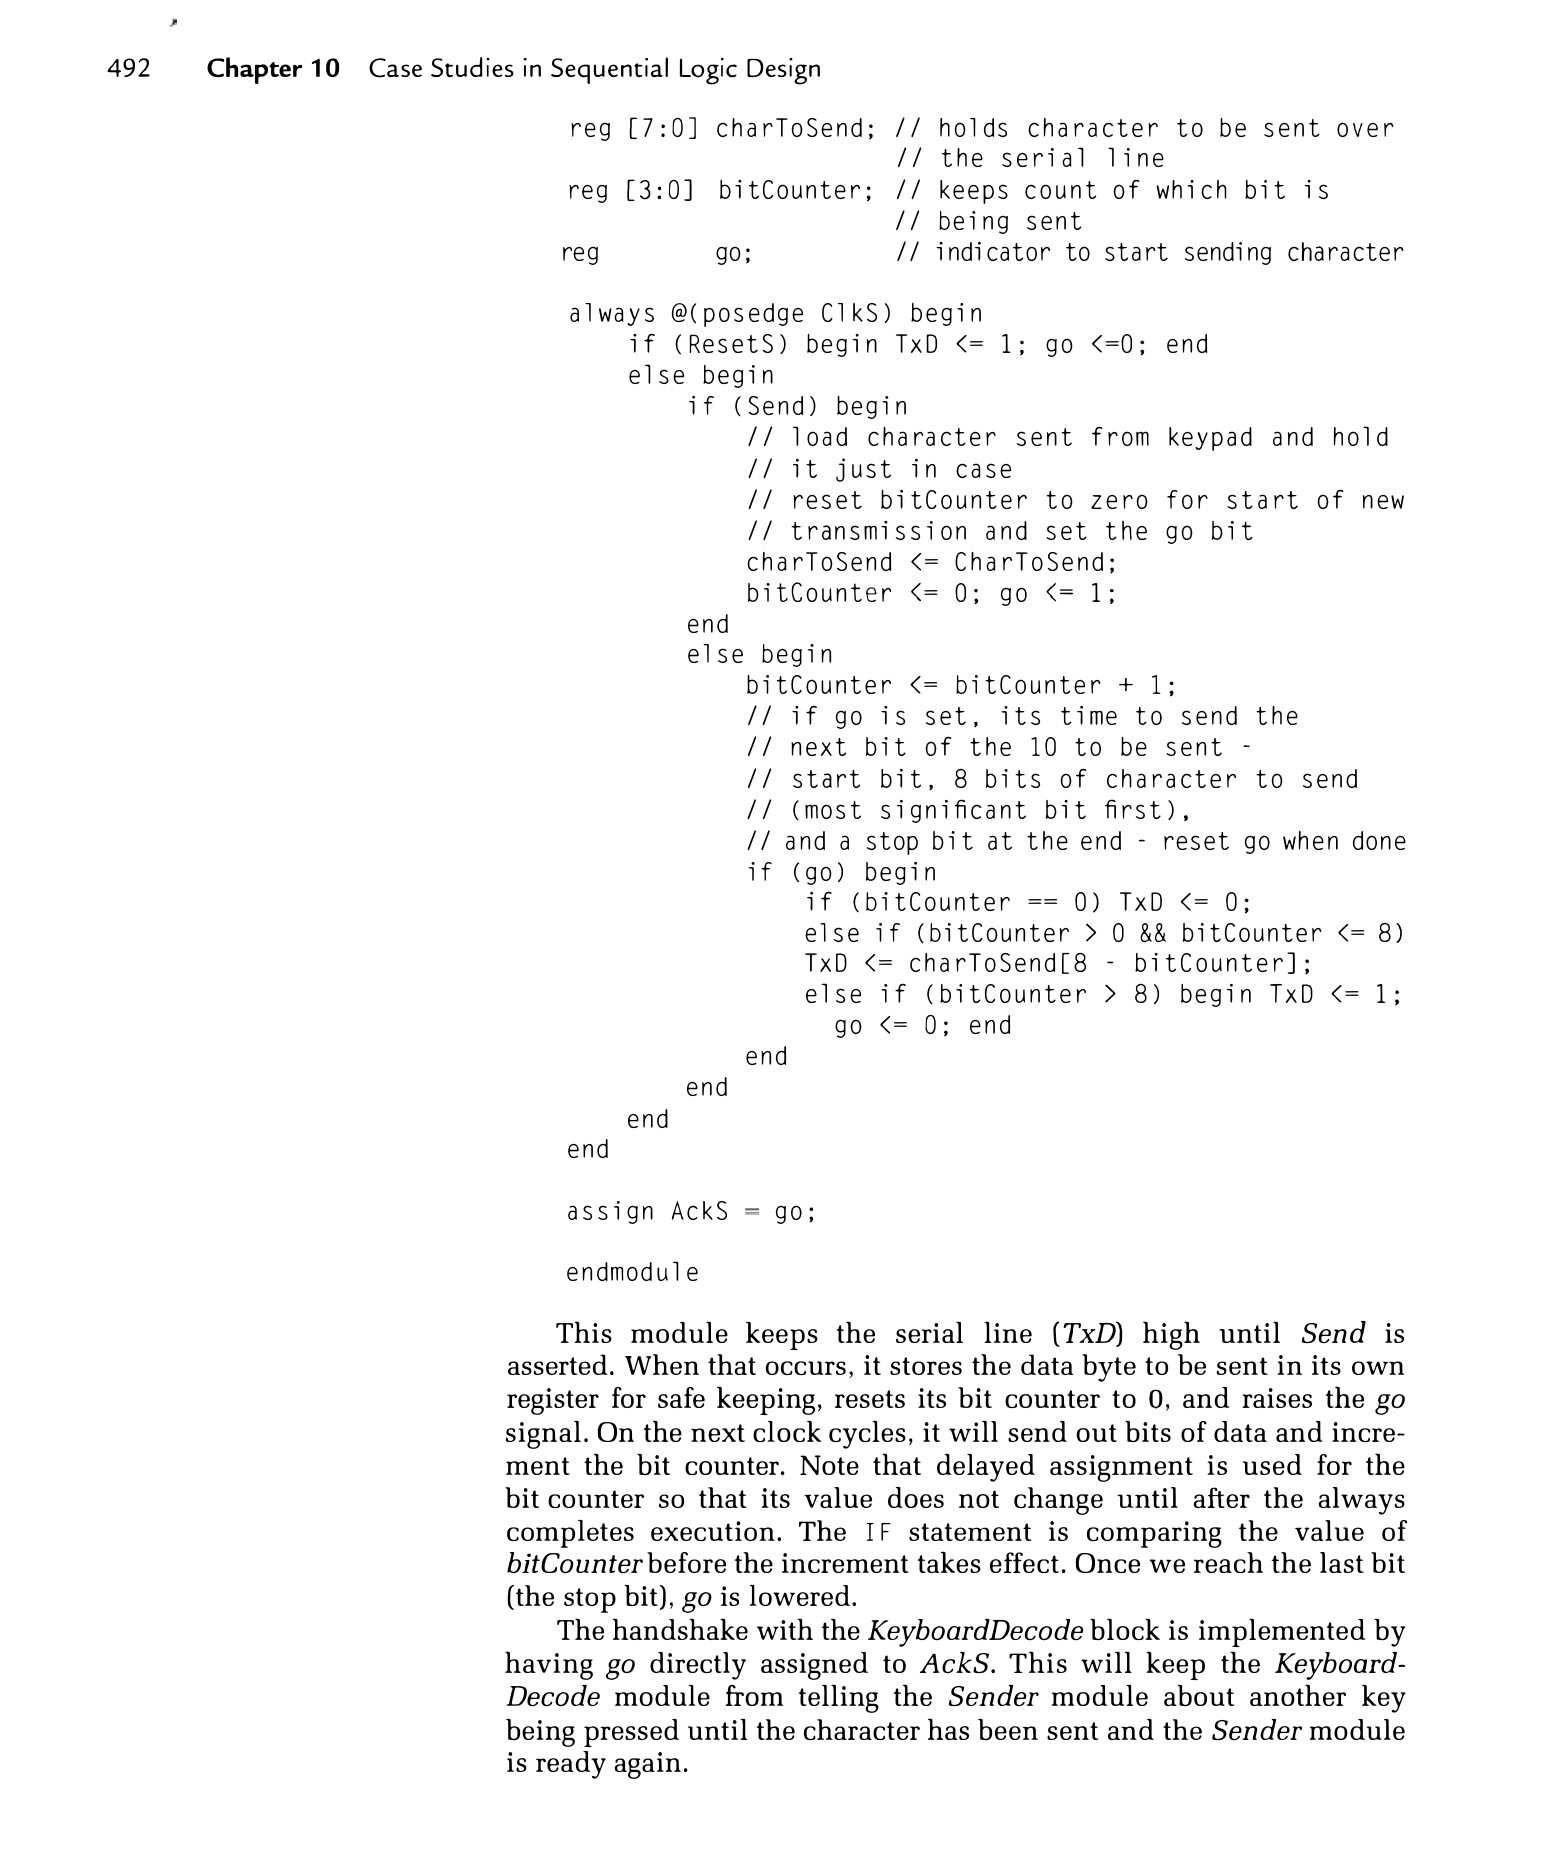 492 Chapter 10 Case Studies in Sequential Logic Design
reg [7:0] charToSend; // holds character to be sent over
// the serial line
reg [3:0] bitCounter; // keeps count of which bit is
// being sent
reg go; // indicator to start sending character
always @(posedge ClkS) begin
if (ResetS) begin TxD <= 1; go <=0; end
else begin
if (Send) begin
// load character sent from keypad and hold
// it just in case
// reset bitCounter to zero for start of new
// transmission and set the go bit
charToSend <= CharToSend;
bitCounter <= 0; go <= 1;
end
else begin
bitCounter <= bitCounter + 1;
// if go is set, its time to send the
// next bit of the 10 to be sent -
// start bit, 8 bits of character to send
// (most significant bit first),
// and a stop bit at the end - reset go when done
if (go) begin
if (bitCounter == 0) TxD <= 0;
else if (bitCounter > 0 && bitCounter <= 8)
TxD <= charToSend[8 - bitCounter];
else if (bitCounter > 8) begin TxD <= 1;
go <= 0; end
end
end
end
end
assign AckS = go;
endmodule
This module keeps the serial line (TxD) high until Send is
asserted. When that occurs, it stores the data byte to be sent in its own
register for safe keeping, resets its bit counter to 0, and raises the go
signal. On the next clock cycles, it will send out bits of data and incre-
ment the bit counter. Note that delayed assignment is used for the
bit counter so that its value does not change until after the always
completes execution. The IF statement is comparing the value of
bitCounter before the increment takes effect. Once we reach the last bit
(the stop bit), go is lowered.
The handshake with the KeyboardDecode block is implemented by
having go directly assigned to AckS. This will keep the Keyboard-
Decode module from telling the Sender module about another key
being pressed until the character has been sent and the Sender module
is ready again.